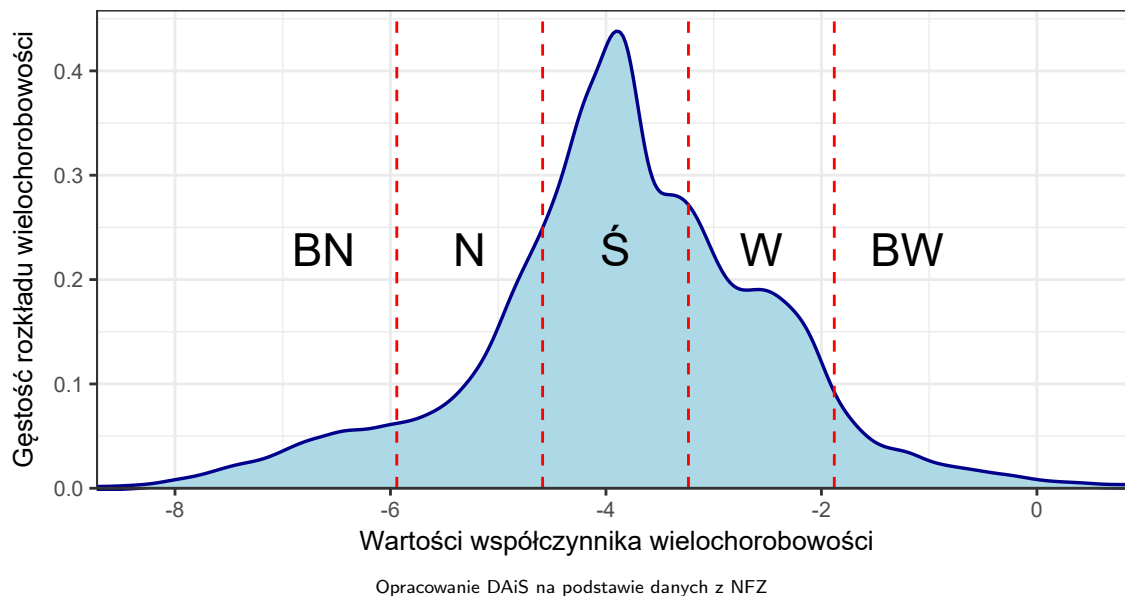 Gęstość rozkładu wielochorobowości
0.4
0.3
0.2
0.1
0.0
BN N Ś W BW
-8 -6 -4 -2 0
Wartości współczynnika wielochorobowości
Opracowanie DAiS na podstawie danych z NFZ